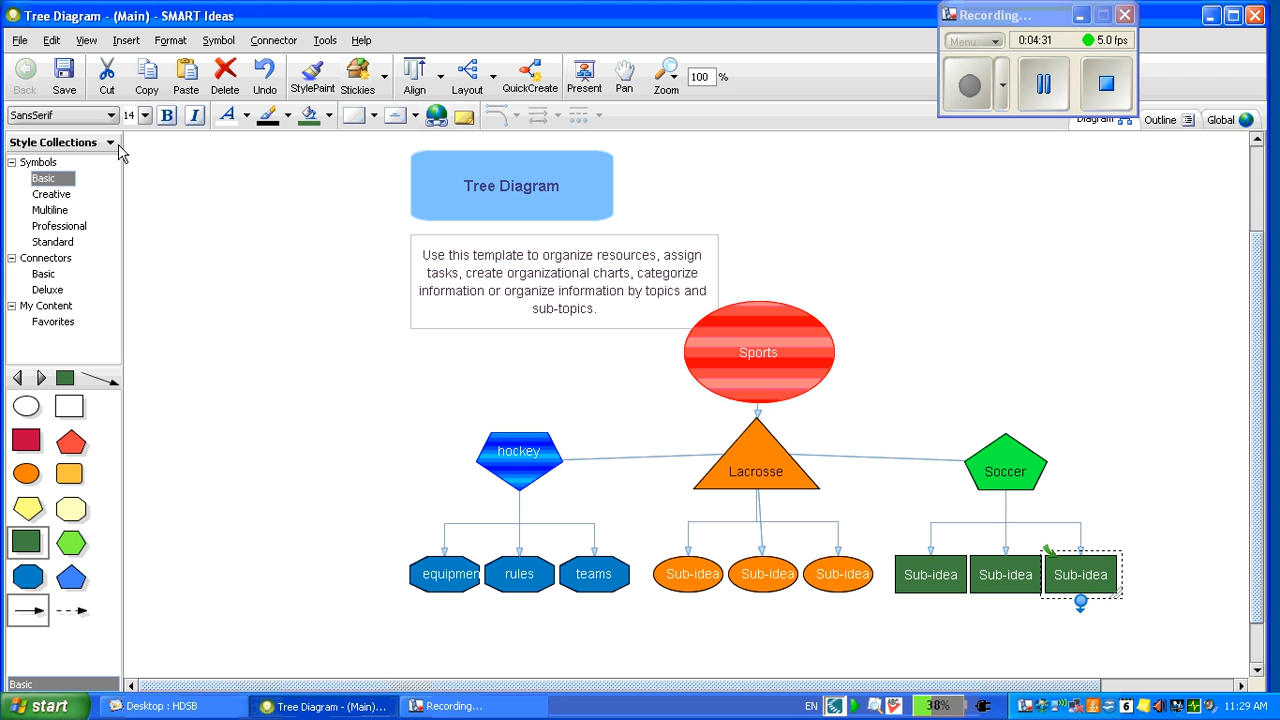 Tree Diagram - (Main) - SMART Ideas
Recording...
File Edit View Insert Format Symbol Connector Tools Help
Menu 0:04:31 5.0 fps
Back Save Cut Copy Paste Delete Undo StylePaint Stickies Align Layout QuickCreate Present Pan Zoom 100 %
SansSerif 14 B I A
Diagram Outline Global
Style Collections
Symbols
Basic
Creative
Multiline
Professional
Standard
Connectors
Basic
Deluxe
My Content
Favorites
Basic
Tree Diagram
Use this template to organize resources, assign
tasks, create organizational charts, categorize
information or organize information by topics and
sub-topics.
Sports
hockey
Lacrosse
Soccer
equipmen rules teams Sub-idea Sub-idea Sub-idea Sub-idea Sub-idea Sub-idea
start Desktop : HDSB Tree Diagram - (Main)... Recording... EN 38% 6 11:29 AM